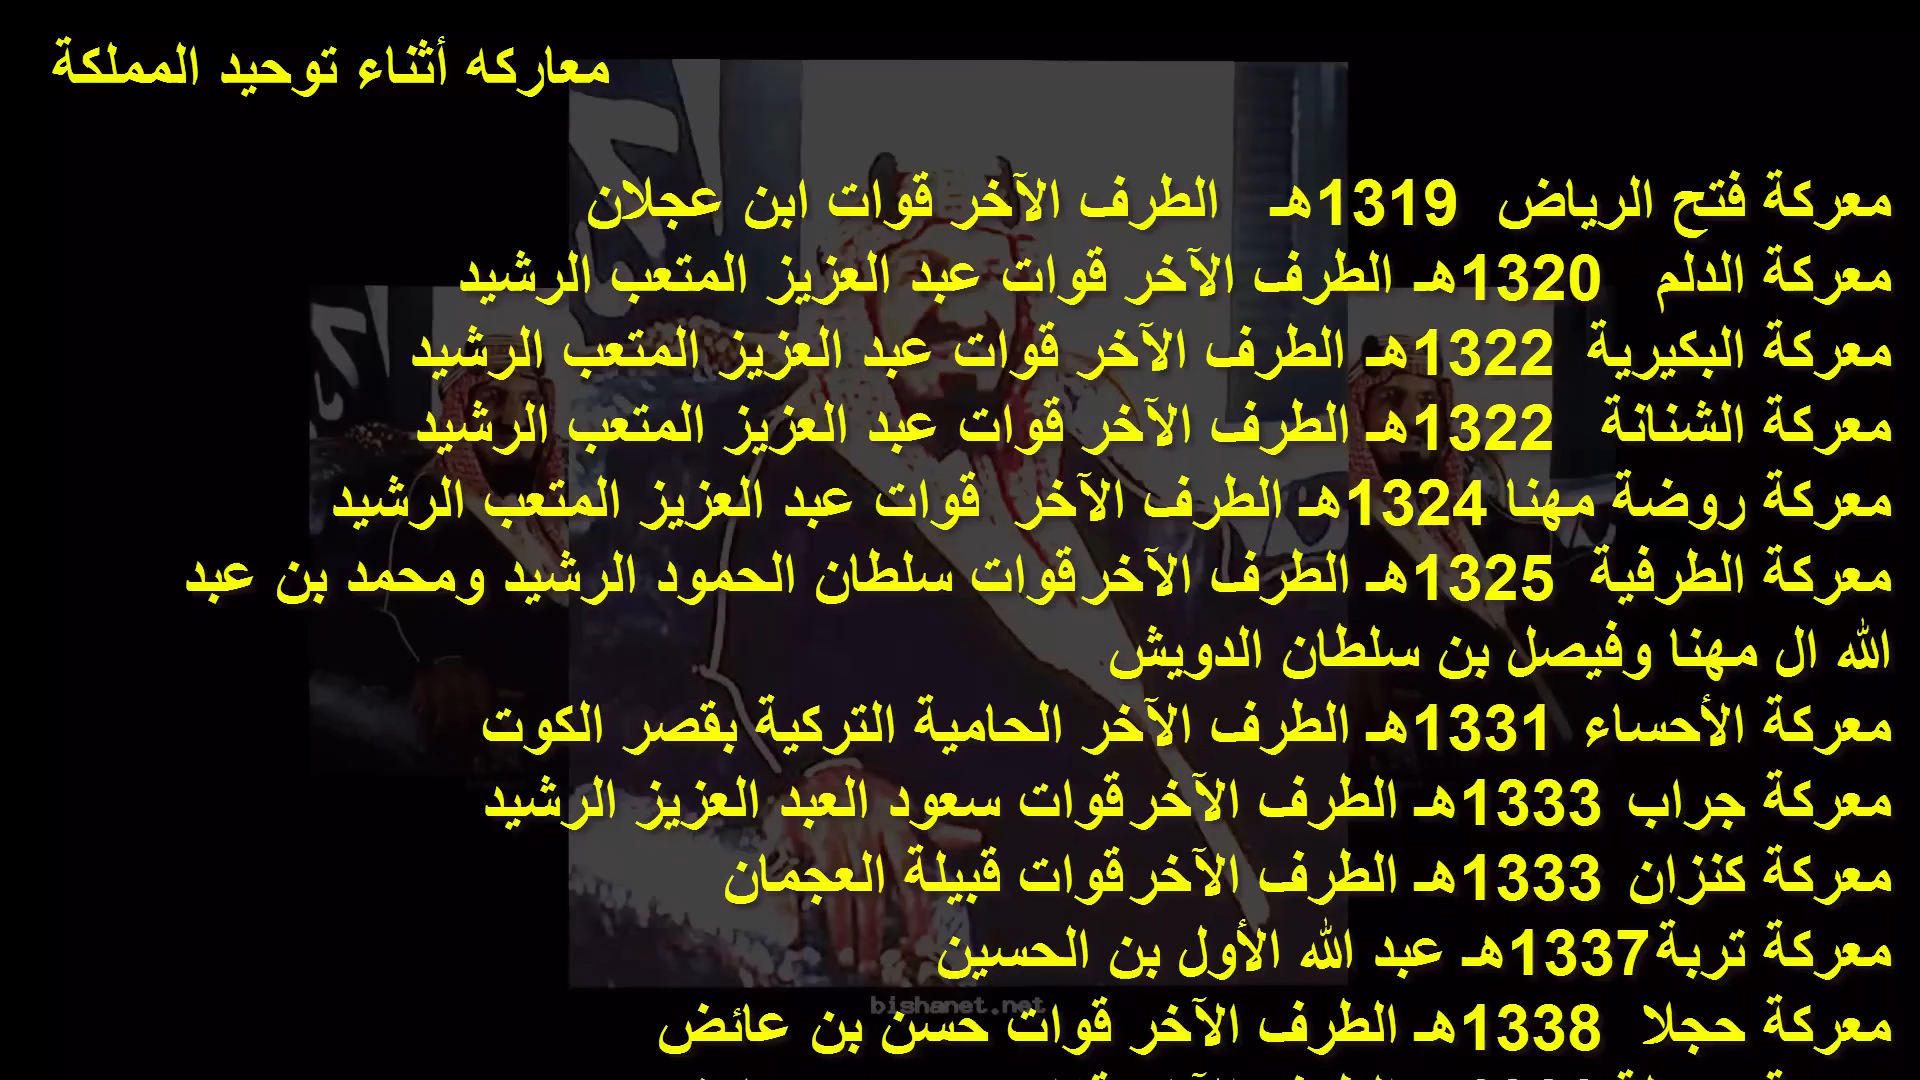 معاركه أثناء توحيد المملكة
معركة فتح الرياض 1319هـ الطرف الآخر قوات ابن عجلان
معركة الدلم 1320هـ الطرف الآخر قوات عبد العزيز المتعب الرشيد
معركة البكيرية 1322هـ الطرف الآخر قوات عبد العزيز المتعب الرشيد
معركة الشنانة 1322هـ الطرف الآخر قوات عبد العزيز المتعب الرشيد
معركة روضة مهنا 1324هـ الطرف الآخر قوات عبد العزيز المتعب الرشيد
معركة الطرفية 1325هـ الطرف الآخرقوات سلطان الحمود الرشيد ومحمد بن عبد
الله ال مهنا وفيصل بن سلطان الدويش
معركة الأحساء 1331هـ الطرف الآخر الحامية التركية بقصر الكوت
معركة جراب 1333هـ الطرف الآخرقوات سعود العبد العزيز الرشيد
معركة كنزان 1333هـ الطرف الآخرقوات قبيلة العجمان
معركة تربة1337هـ عبد الله الأول بن الحسين
bishanet.net
معركة حجلا 1338هـ الطرف الآخر قوات حسن بن عائض